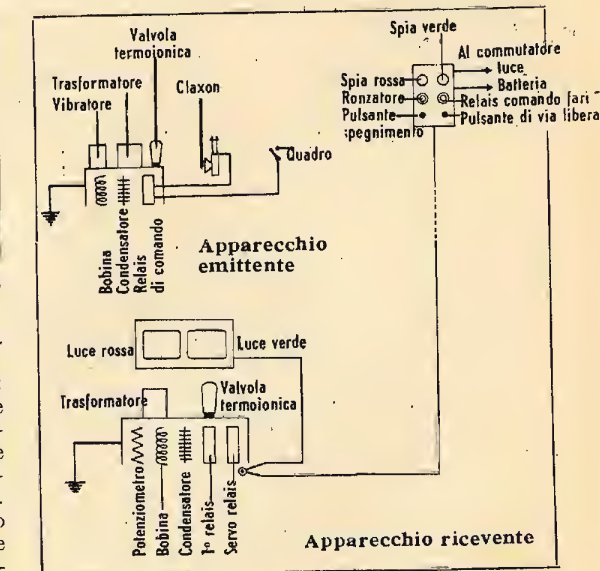 Valvola
termoionica
Trasformatore
Vibratore
Claxon
Quadro
Bobina
Condensatore
Relais
di comando
Apparecchio
emittente
Spia verde
Al commutatore
luce
Spia rossa
Batteria
Ronzatore
Relais comando fari
Pulsante
spegnimento
Pulsante di via libera
Luce rossa
Luce verde
Trasformatore
Valvola
termoionica
Potenziometro
Bobina
Condensatore
1º relais
Servo relais
Apparecchio ricevente